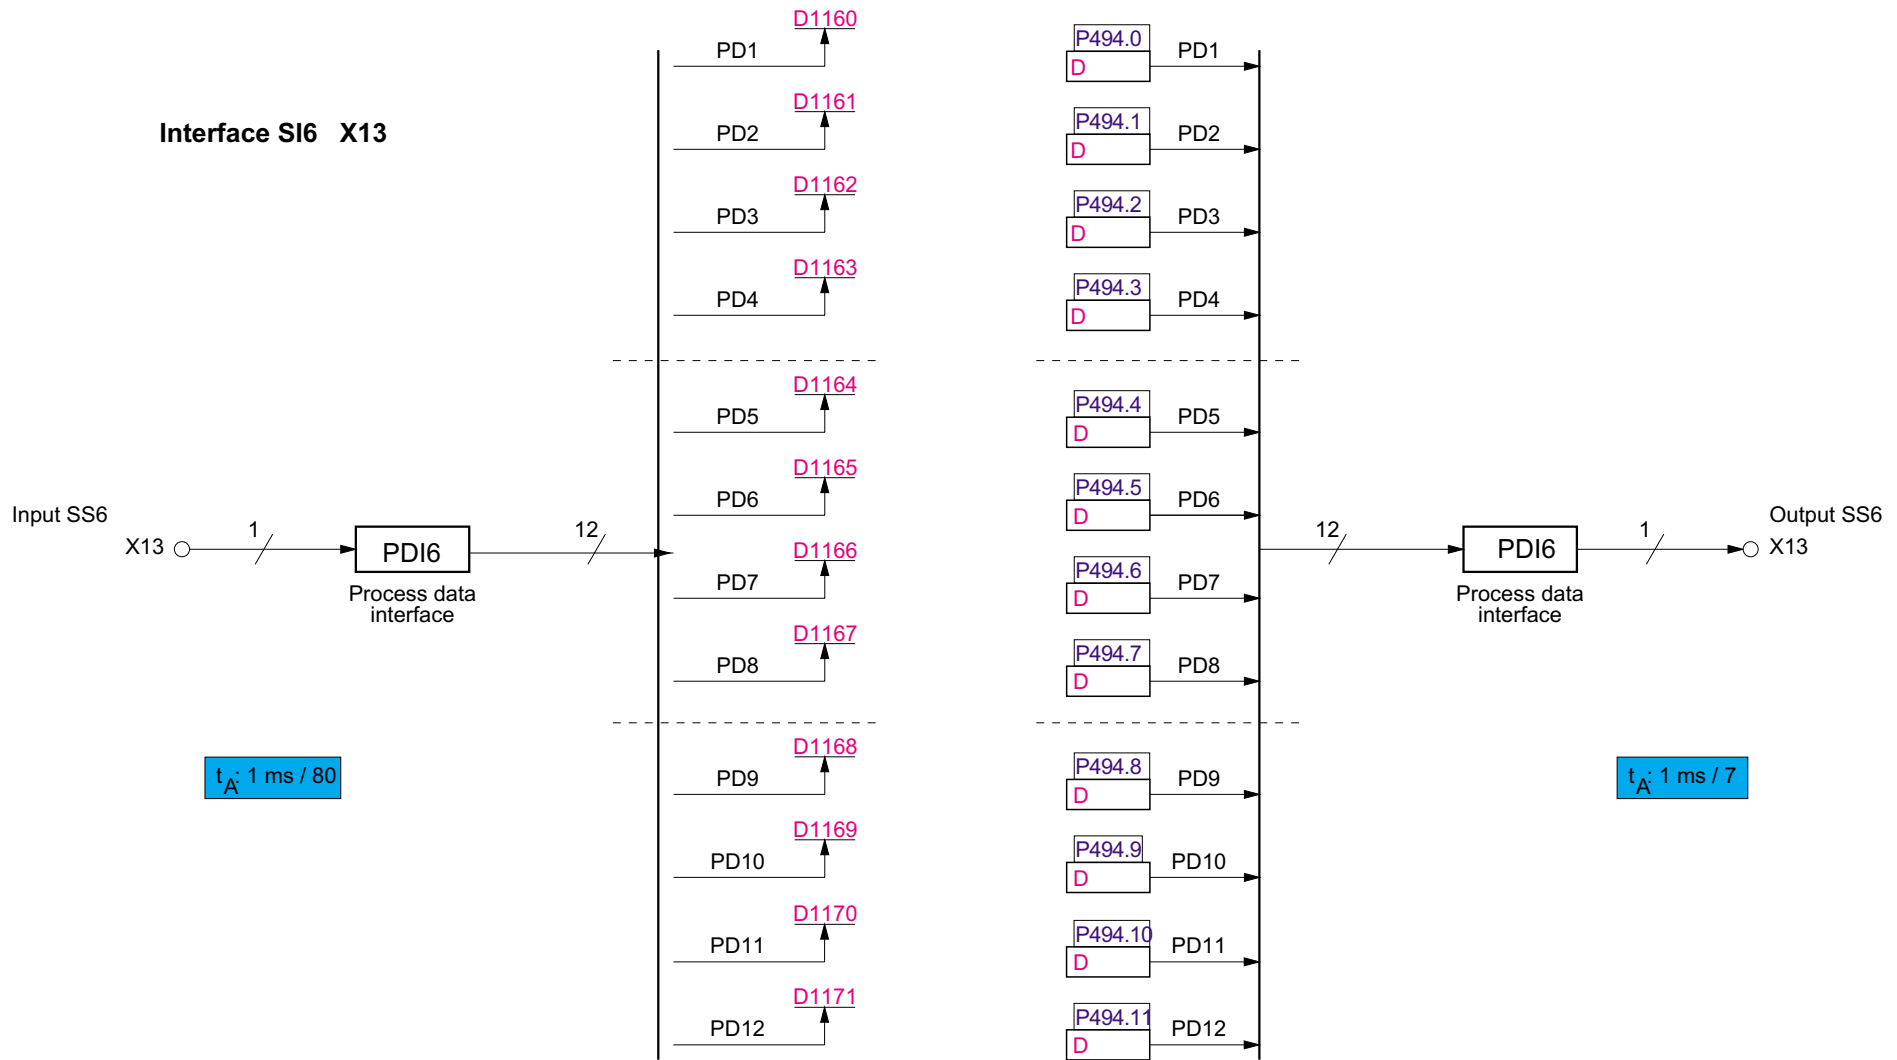 Interface SI6 X13
D1160
PD1
D1161
PD2
D1162
PD3
D1163
PD4
D1164
PD5
D1165
PD6
D1166
PD7
D1167
PD8
D1168
PD9
D1169
PD10
D1170
PD11
D1171
PD12
Input SS6
X13
1
PDI6
12
Process data
interface
tA: 1 ms / 80
P494.0
D
PD1
P494.1
D
PD2
P494.2
D
PD3
P494.3
D
PD4
P494.4
D
PD5
P494.5
D
PD6
P494.6
D
PD7
P494.7
D
PD8
P494.8
D
PD9
P494.9
D
PD10
P494.10
D
PD11
P494.11
D
PD12
12
PDI6
1
Output SS6
X13
Process data
interface
tA: 1 ms / 7